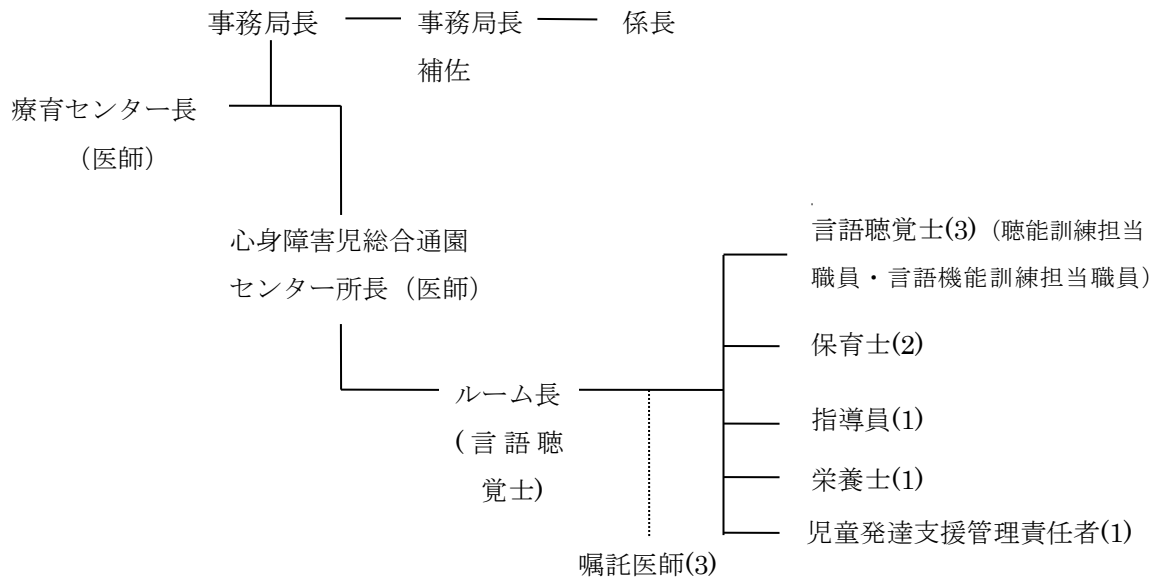 事務局長 事務局長 係長
補佐
療育センター長
（医師）
心身障害児総合通園
センター所長（医師）
言語聴覚士(3)（聴能訓練担当
職員・言語機能訓練担当職員）
保育士(2)
ルーム長
(言語聴
覚士)
指導員(1)
栄養士(1)
児童発達支援管理責任者(1)
嘱託医師(3)